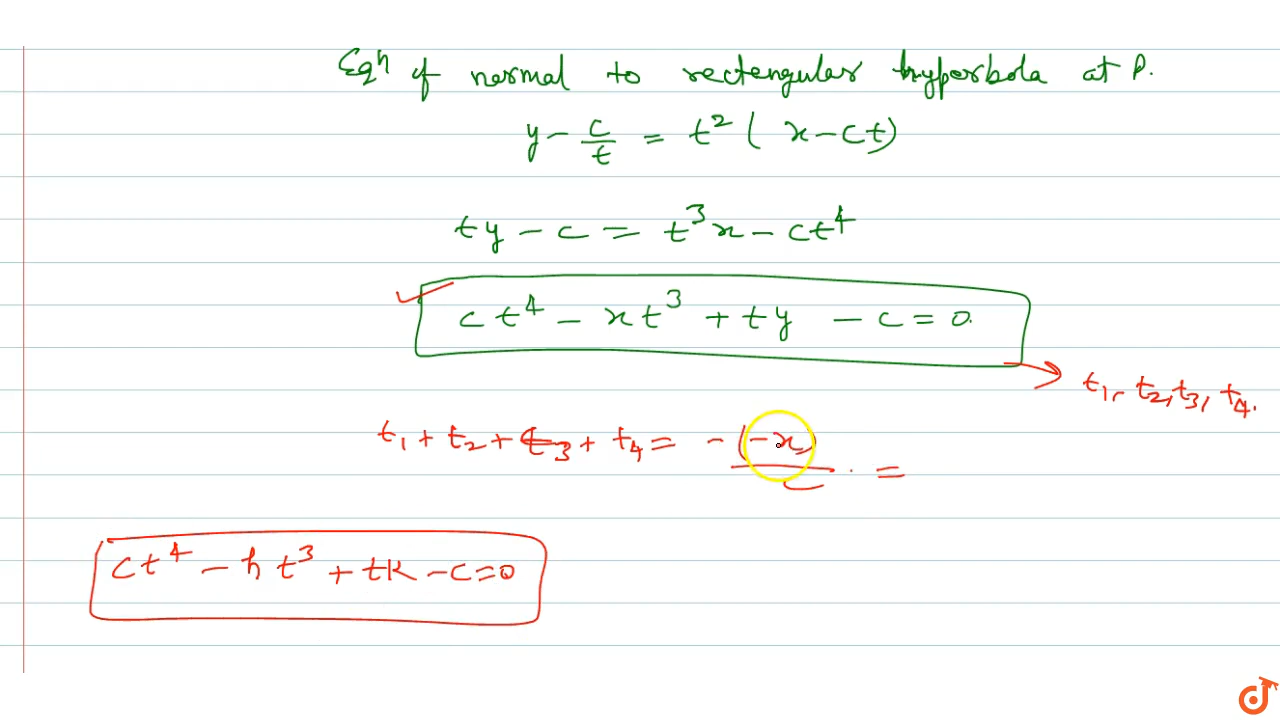 Eqn of normal to rectengular hyperbola at P.
y - c/t = t² ( x - ct)
ty - c = t³x - ct⁴
ct⁴ - xt³ + ty - c = 0.
t₁, t₂, t₃, t₄.
t₁ + t₂ + t₃ + t₄ = -(-x)/c =
ct⁴ - ht³ + tk - c = 0